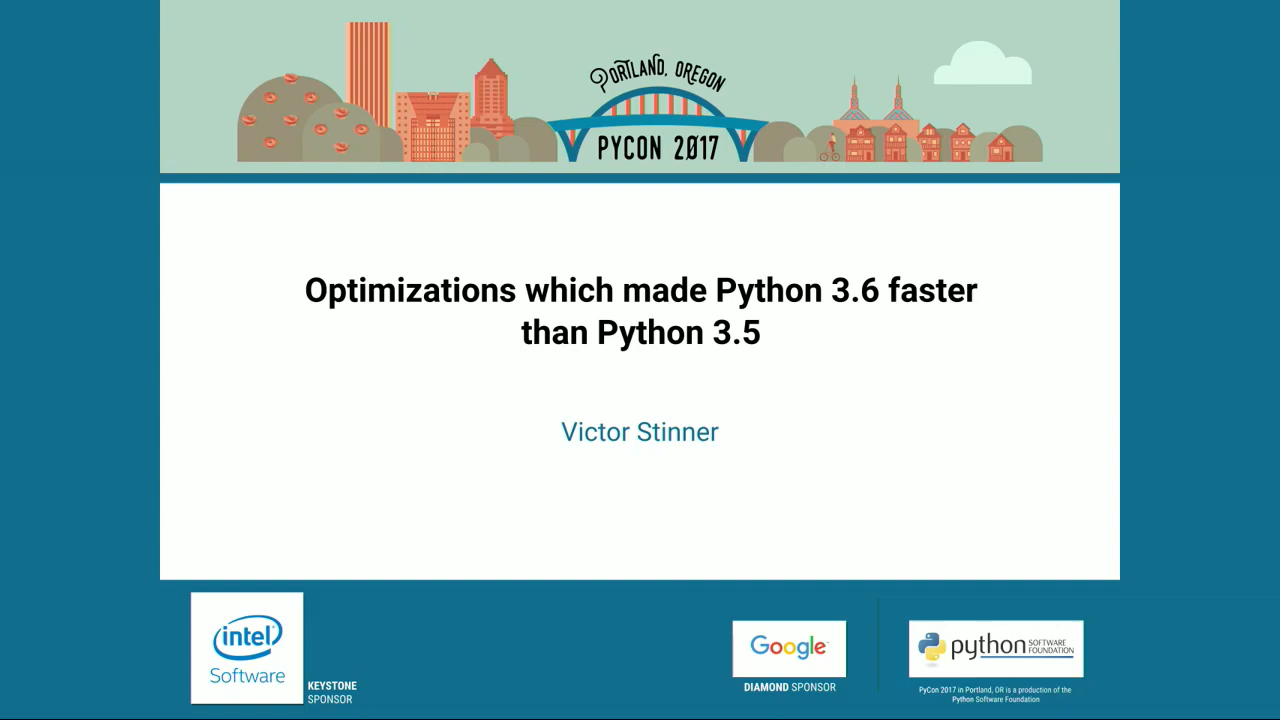 PORTLAND, OREGON
PYCON 2017
Optimizations which made Python 3.6 faster
than Python 3.5
Victor Stinner
intel
Software
KEYSTONE
SPONSOR
Google
DIAMOND SPONSOR
python SOFTWARE
FOUNDATION
PyCon 2017 in Portland, OR is a production of the
Python Software Foundation